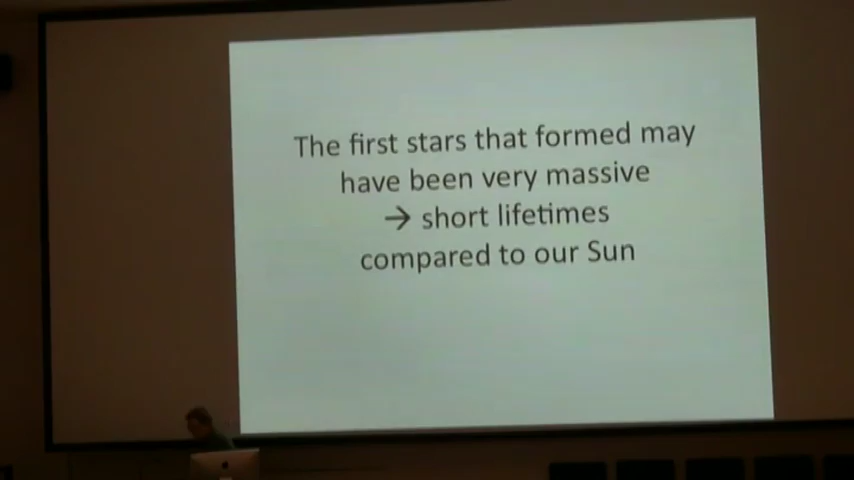 The first stars that formed may
have been very massive
→ short lifetimes
compared to our Sun